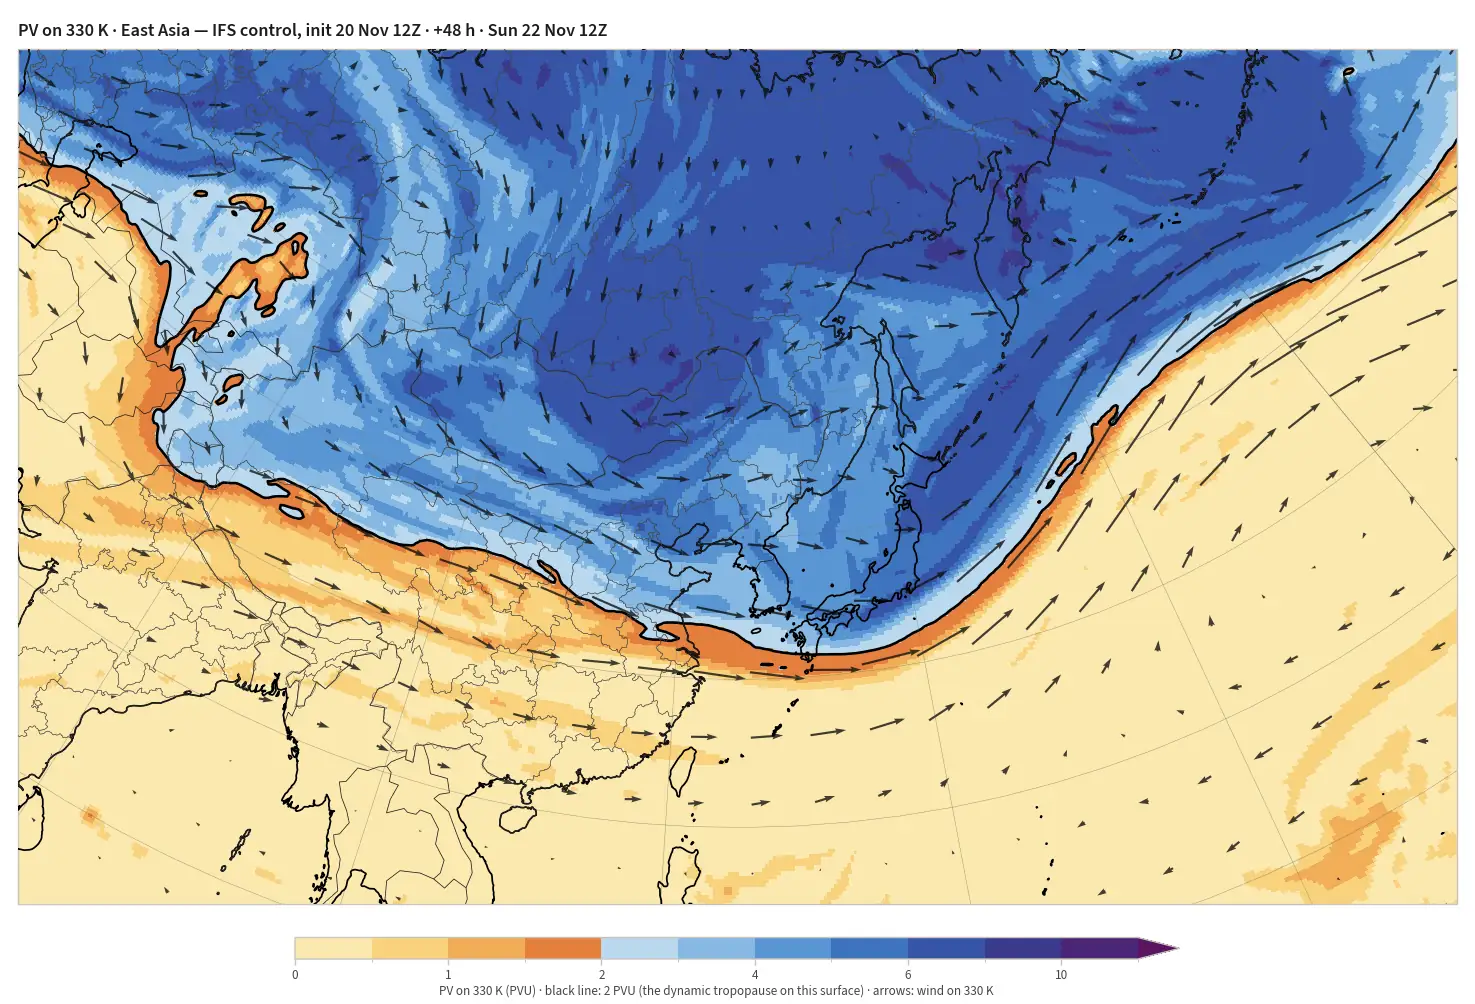 PV on 330 K · East Asia — IFS control, init 20 Nov 12Z · +48 h · Sun 22 Nov 12Z
0 1 2 4 6 10
PV on 330 K (PVU) · black line: 2 PVU (the dynamic tropopause on this surface) · arrows: wind on 330 K